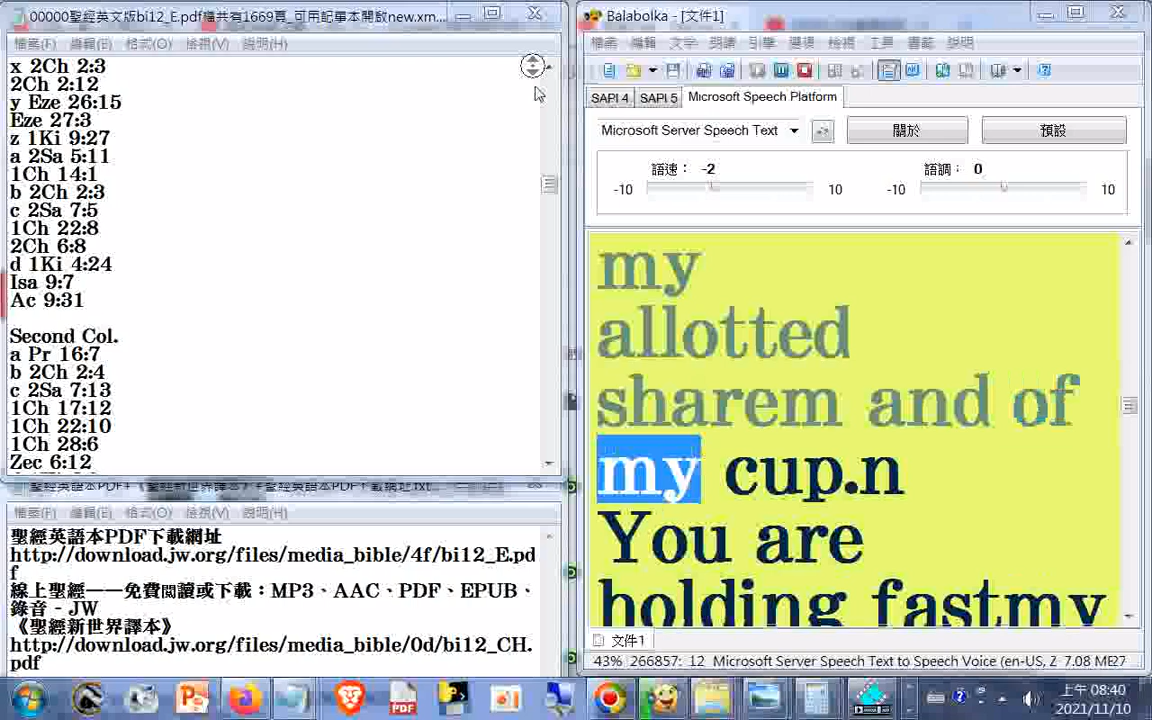 00000聖經英文版bi12_E.pdf檔共有1669頁_可用記事本開啟new.xm...
檔案(F) 編輯(E) 格式(O) 檢視(V) 說明(H)
x 2Ch 2:3
2Ch 2:12
y Eze 26:15
Eze 27:3
z 1Ki 9:27
a 2Sa 5:11
1Ch 14:1
b 2Ch 2:3
c 2Sa 7:5
1Ch 22:8
2Ch 6:8
d 1Ki 4:24
Isa 9:7
Ac 9:31
Second Col.
a Pr 16:7
b 2Ch 2:4
c 2Sa 7:13
1Ch 17:12
1Ch 22:10
1Ch 28:6
Zec 6:12
檔案(F) 編輯(E) 格式(O) 檢視(V) 說明(H)
聖經英語本PDF下載網址
http://download.jw.org/files/media_bible/4f/bi12_E.pd
f
線上聖經——免費閱讀或下載：MP3、AAC、PDF、EPUB、
錄音 - JW
《聖經新世界譯本》
http://download.jw.org/files/media_bible/0d/bi12_CH.
pdf
Balabolka - [文件1]
檔案 編輯 文字 朗讀 引擎 選項 檢視 工具 書籤 說明
SAPI 4 SAPI 5 Microsoft Speech Platform
Microsoft Server Speech Text 關於 預設
語速： -2 語調： 0
-10 10 -10 10
my
allotted
sharem and of
my cup.n
You are
holding fastmy
文件1
43% 266857: 12 Microsoft Server Speech Text to Speech Voice (en-US, Z 7.08 ME27
上午 08:40
2021/11/10